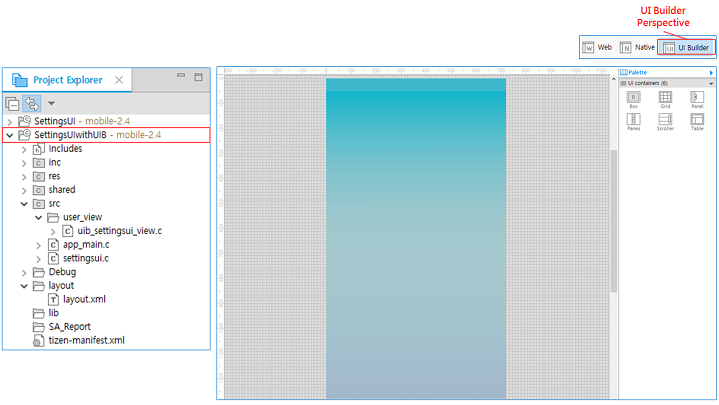 UI Builder
Perspective
Web
Native
UI Builder
Project Explorer
SettingsUI - mobile-2.4
SettingsUIwithUIB - mobile-2.4
Includes
inc
res
shared
src
user_view
uib_settingsui_view.c
app_main.c
settingsui.c
Debug
layout
layout.xml
lib
SA_Report
tizen-manifest.xml
Palette
UI containers (6)
Box
Grid
Panel
Panes
Scroller
Table